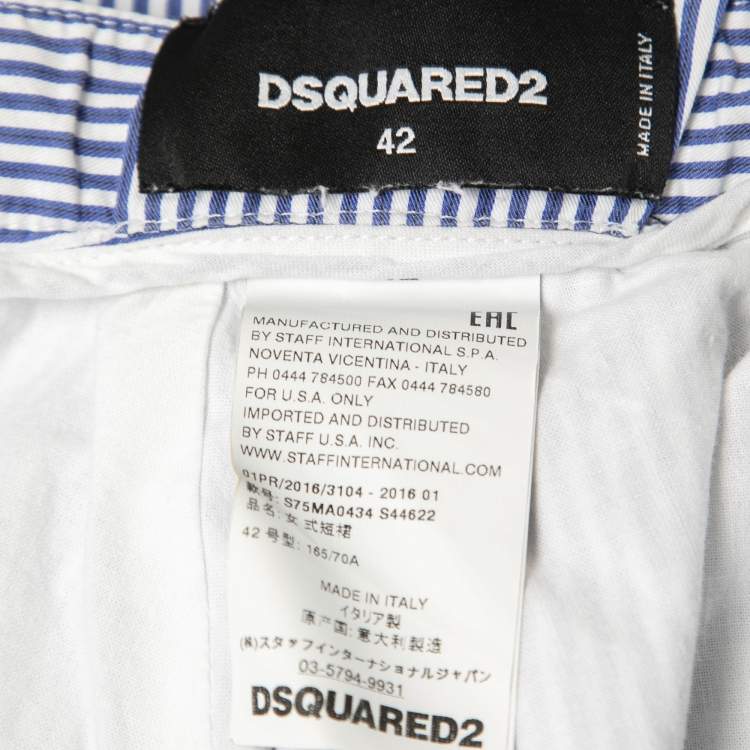 DSQUARED2
42
MADE IN ITALY
EAC
MANUFACTURED AND DISTRIBUTED
BY STAFF INTERNATIONAL S.P.A.
NOVENTA VICENTINA - ITALY
PH 0444 784500 FAX 0444 784580
FOR U.S.A. ONLY
IMPORTED AND DISTRIBUTED
BY STAFF U.S.A. INC.
WWW.STAFFINTERNATIONAL.COM
01PR/2016/3104 - 2016 01
款号: S75MA0434 S44622
品名: 女式短裙
42 号型: 165/70A
MADE IN ITALY
イタリア製
原产国: 意大利製造
(株)スタッフインターナショナルジャパン
03-5794-9931
DSQUARED2